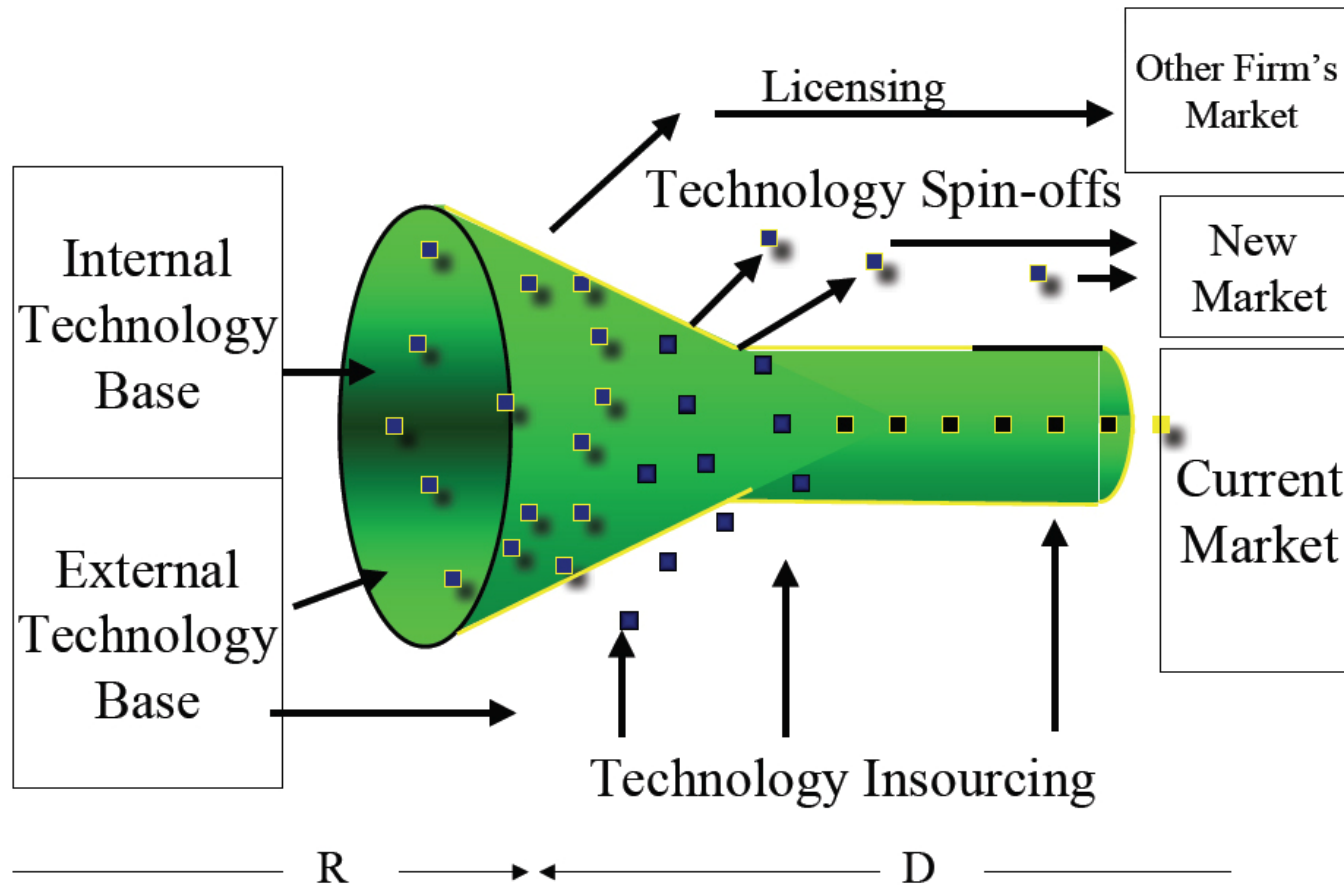 Other Firm's
Market
Licensing
Technology Spin-offs
New
Market
Internal
Technology
Base
External
Technology
Base
Current
Market
Technology Insourcing
R
D